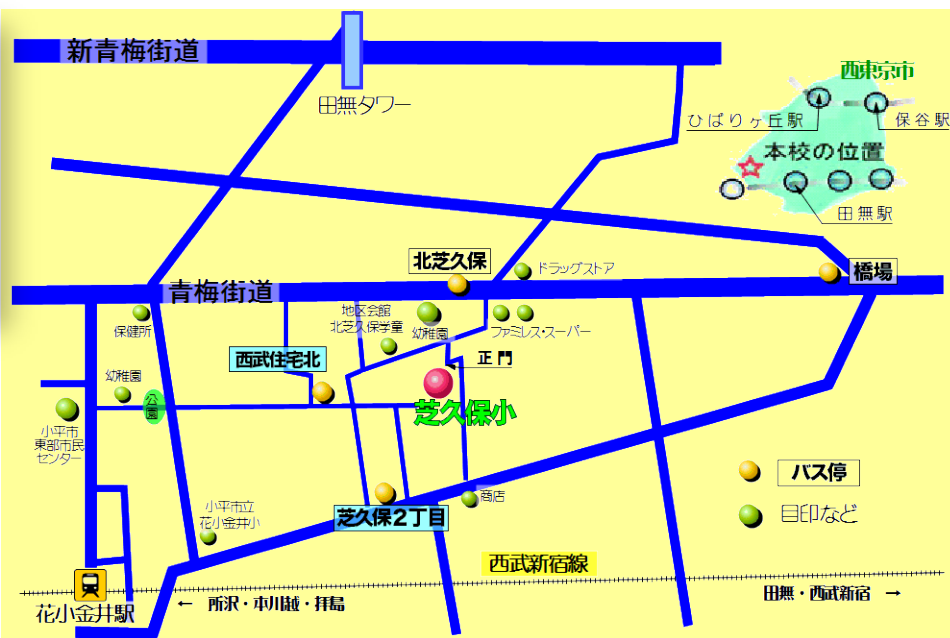 新青梅街道
田無タワー
西東京市
ひばりヶ丘駅
保谷駅
本校の位置
田無駅
北芝久保
ドラッグストア
橋場
青梅街道
保健所
地区会館
北芝久保学童
幼稚園
ファミレス・スーパー
西武住宅北
正門
幼稚園
公園
芝久保小
小平市
東部市民
センター
バス停
小平市立
花小金井小
芝久保2丁目
商店
目印など
西武新宿線
花小金井駅
← 所沢・本川越・拝島
田無・西武新宿 →